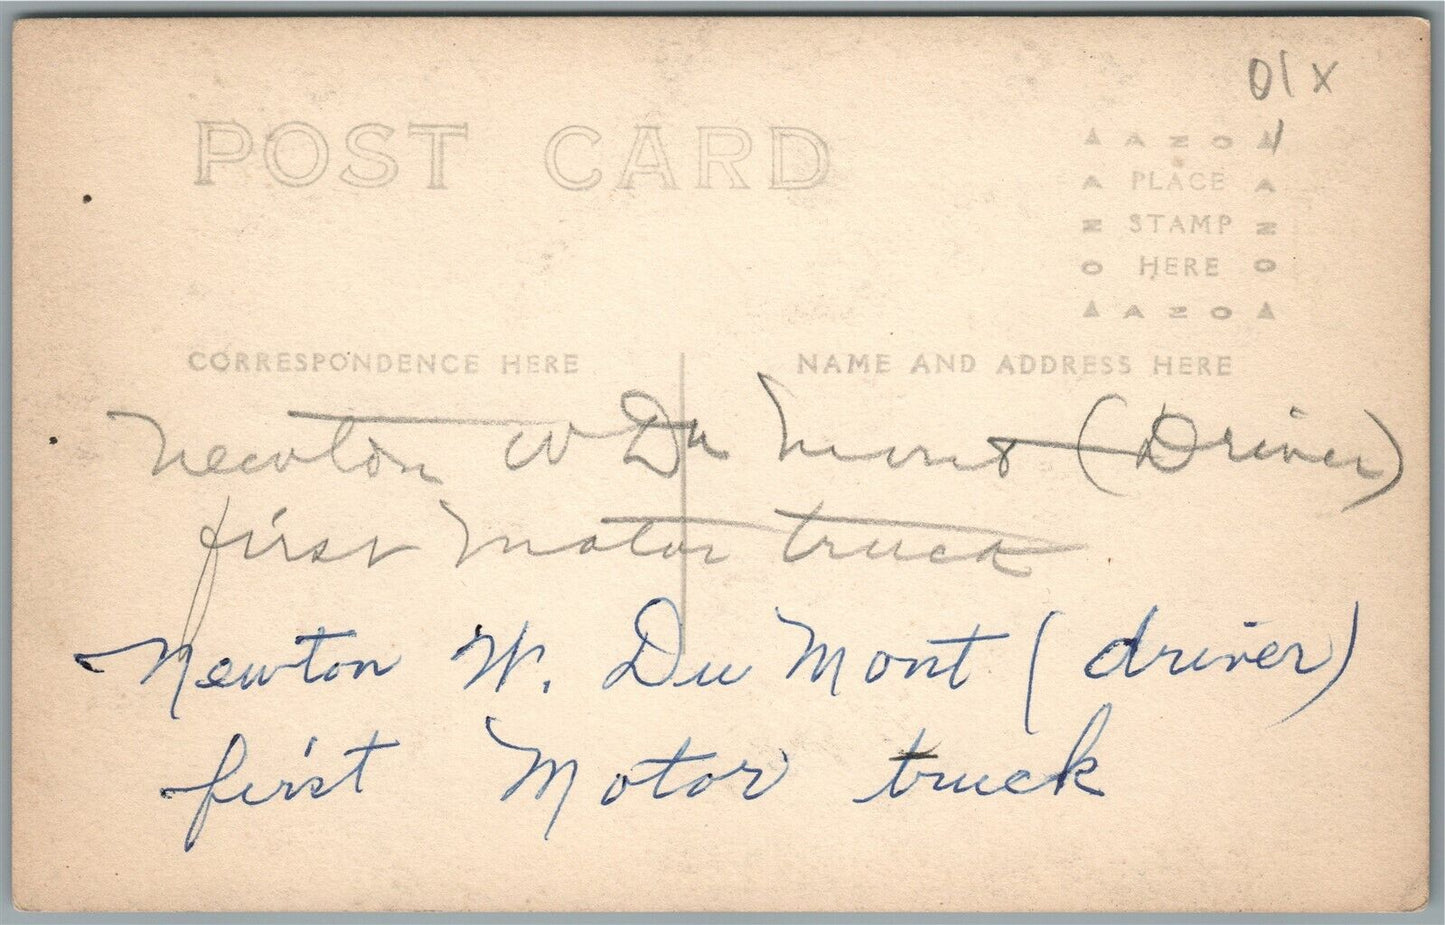 01x
POST CARD
▲ A Z O ▲
A PLACE A
Z STAMP Z
O HERE O
▲ A Z O ▲
CORRESPONDENCE HERE
NAME AND ADDRESS HERE
Newton W Du Mont (Driver)
first Motor truck.
Newton W. Du Mont (driver)
first Motor truck